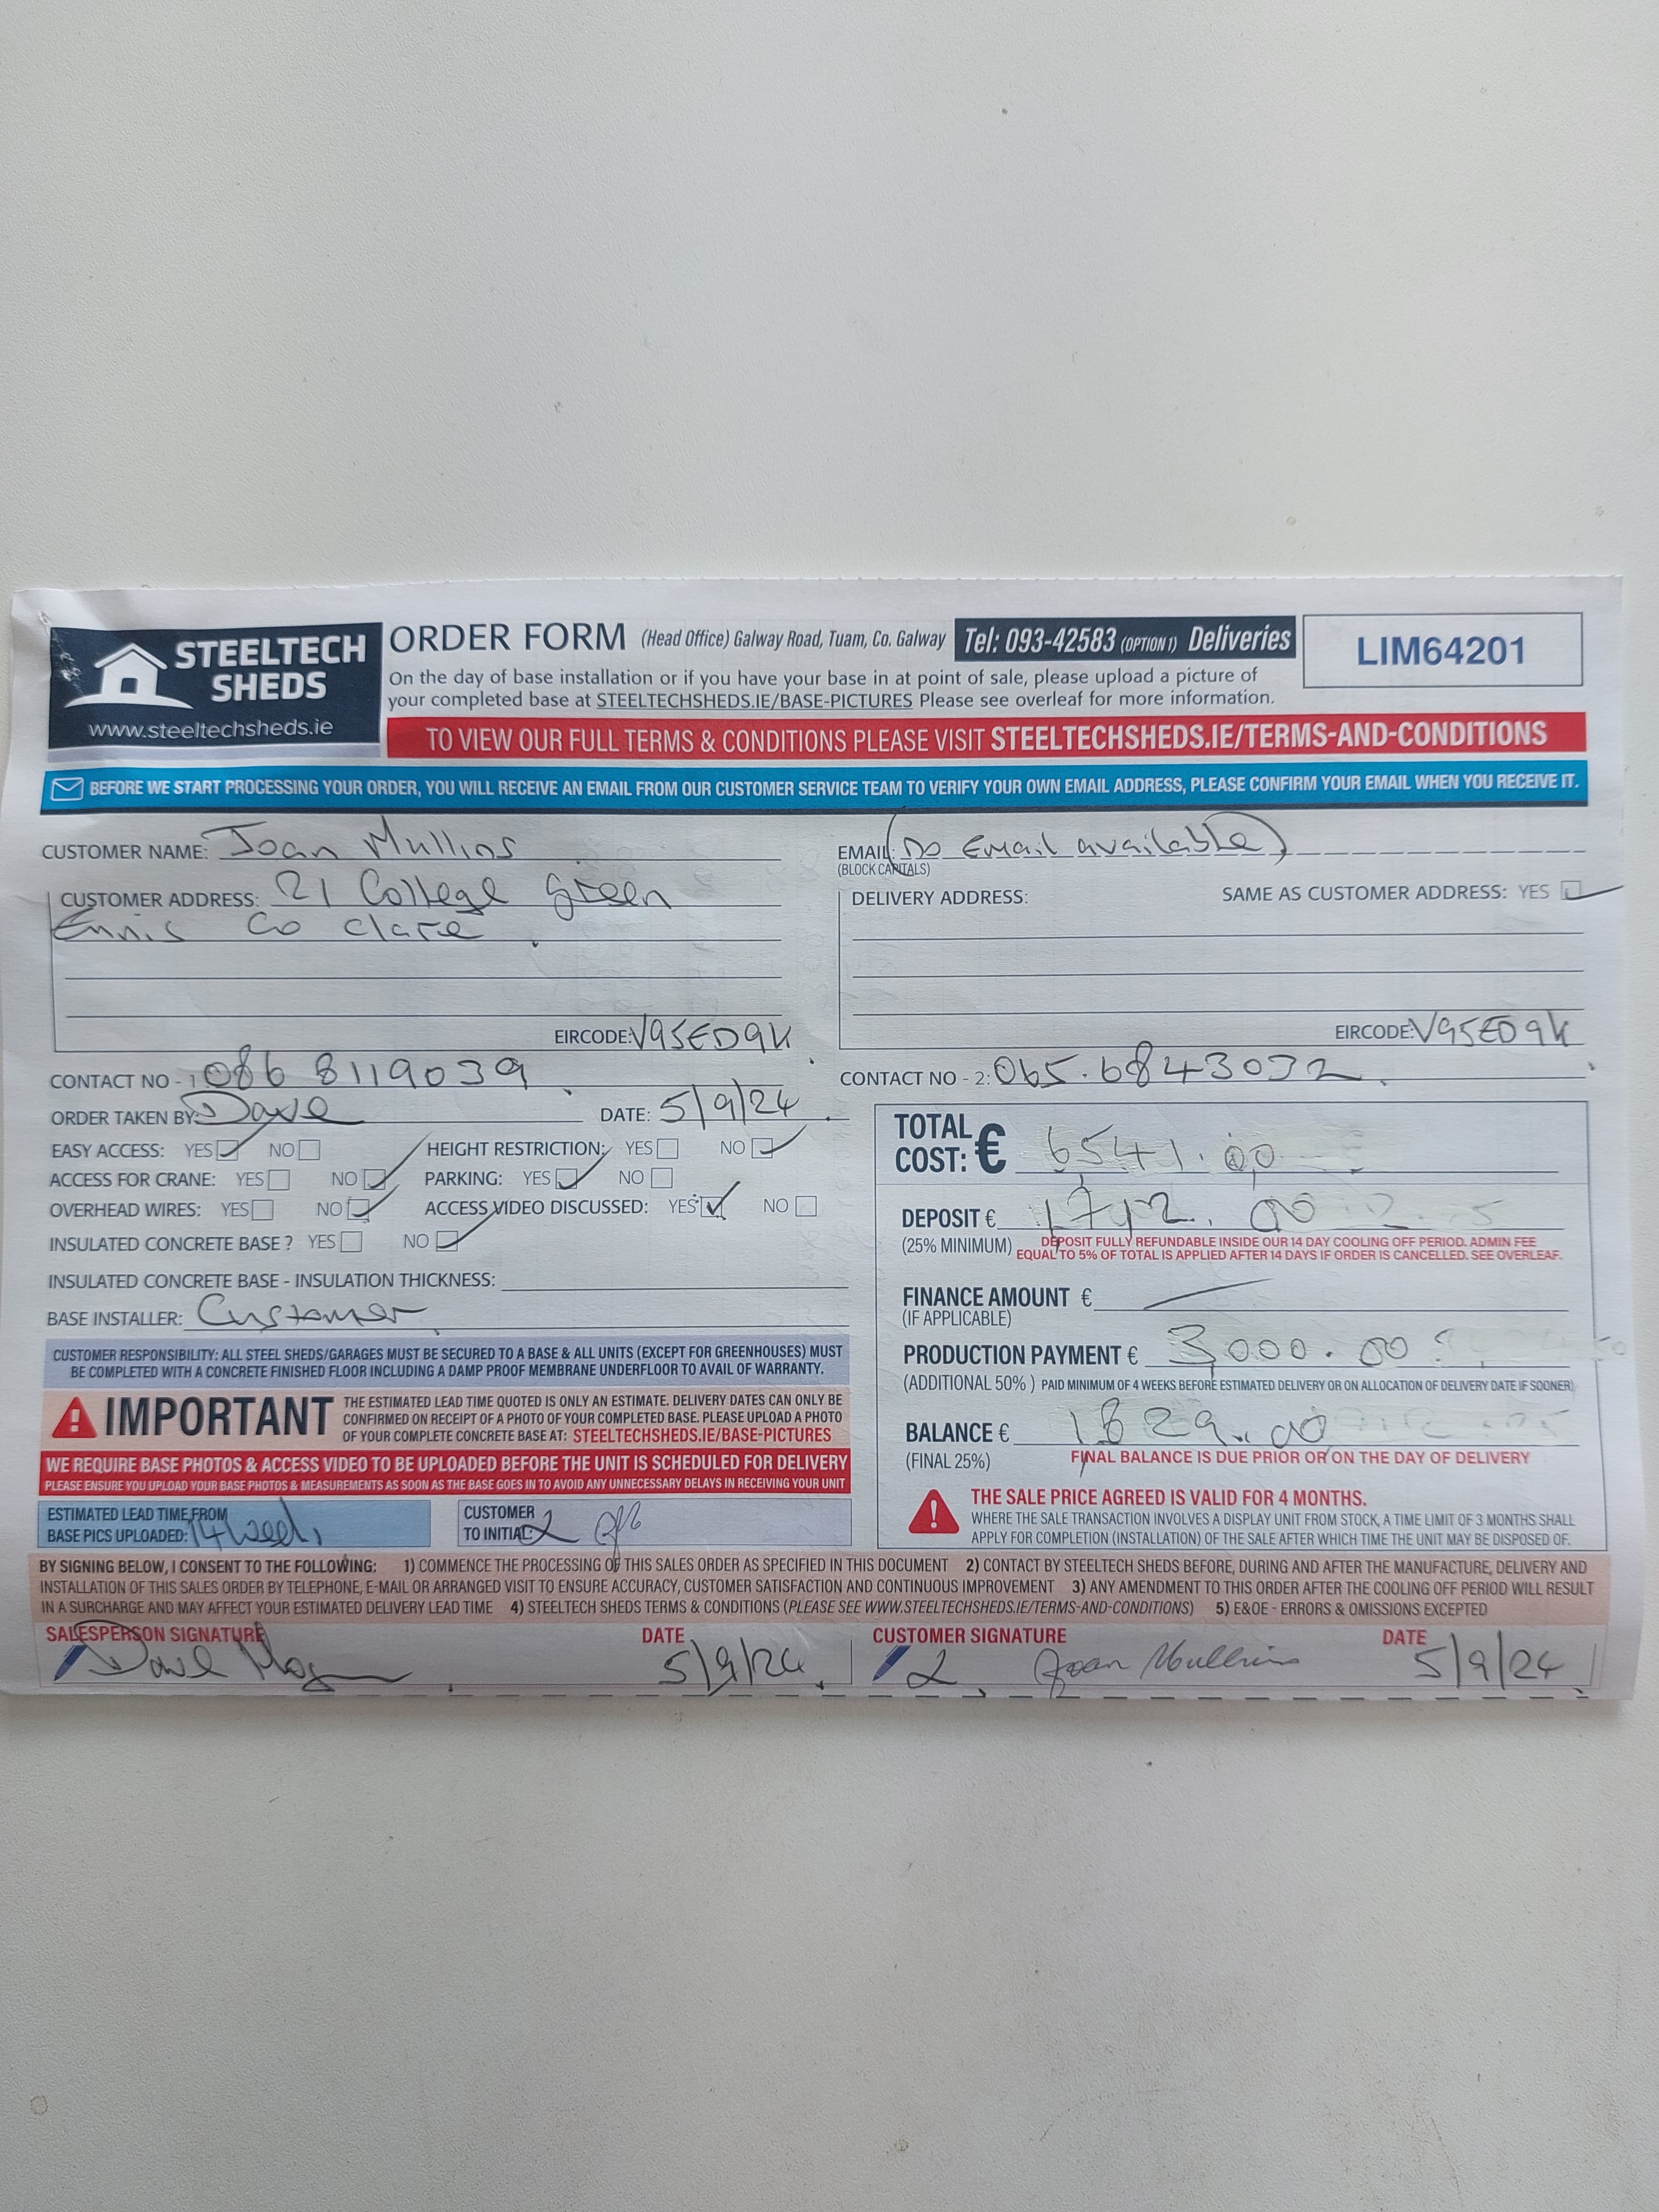 STEELTECH
SHEDS
www.steeltechsheds.ie
ORDER FORM (Head Office) Galway Road, Tuam, Co. Galway Tel: 093-42583 (OPTION 1) Deliveries
LIM64201
On the day of base installation or if you have your base in at point of sale, please upload a picture of
your completed base at STEELTECHSHEDS.IE/BASE-PICTURES Please see overleaf for more information.
TO VIEW OUR FULL TERMS & CONDITIONS PLEASE VISIT STEELTECHSHEDS.IE/TERMS-AND-CONDITIONS
BEFORE WE START PROCESSING YOUR ORDER, YOU WILL RECEIVE AN EMAIL FROM OUR CUSTOMER SERVICE TEAM TO VERIFY YOUR OWN EMAIL ADDRESS, PLEASE CONFIRM YOUR EMAIL WHEN YOU RECEIVE IT.
CUSTOMER NAME: Joan Mullins
CUSTOMER ADDRESS: 21 College Green
Ennis Co Clare
EIRCODE: V95ED9K
EMAIL: (No Email available)
(BLOCK CAPITALS)
DELIVERY ADDRESS: SAME AS CUSTOMER ADDRESS: YES
EIRCODE: V95ED9K
CONTACT NO - 1 086 8119039
CONTACT NO - 2: 065.6843032
ORDER TAKEN BY: Dave DATE: 5/9/24
EASY ACCESS: YES NO HEIGHT RESTRICTION: YES NO
ACCESS FOR CRANE: YES NO PARKING: YES NO
OVERHEAD WIRES: YES NO ACCESS VIDEO DISCUSSED: YES NO
INSULATED CONCRETE BASE? YES NO
INSULATED CONCRETE BASE - INSULATION THICKNESS:
BASE INSTALLER: Customer
CUSTOMER RESPONSIBILITY: ALL STEEL SHEDS/GARAGES MUST BE SECURED TO A BASE & ALL UNITS (EXCEPT FOR GREENHOUSES) MUST
BE COMPLETED WITH A CONCRETE FINISHED FLOOR INCLUDING A DAMP PROOF MEMBRANE UNDERFLOOR TO AVAIL OF WARRANTY.
IMPORTANT
THE ESTIMATED LEAD TIME QUOTED IS ONLY AN ESTIMATE. DELIVERY DATES CAN ONLY BE
CONFIRMED ON RECEIPT OF A PHOTO OF YOUR COMPLETED BASE. PLEASE UPLOAD A PHOTO
OF YOUR COMPLETE CONCRETE BASE AT: STEELTECHSHEDS.IE/BASE-PICTURES
WE REQUIRE BASE PHOTOS & ACCESS VIDEO TO BE UPLOADED BEFORE THE UNIT IS SCHEDULED FOR DELIVERY
PLEASE ENSURE YOU UPLOAD YOUR BASE PHOTOS & MEASUREMENTS AS SOON AS THE BASE GOES IN TO AVOID ANY UNNECESSARY DELAYS IN RECEIVING YOUR UNIT
ESTIMATED LEAD TIME FROM
BASE PICS UPLOADED: 14 weeks
CUSTOMER
TO INITIAL:
TOTAL
COST: € 6541.00
DEPOSIT € 1712.00
(25% MINIMUM) DEPOSIT FULLY REFUNDABLE INSIDE OUR 14 DAY COOLING OFF PERIOD. ADMIN FEE
EQUAL TO 5% OF TOTAL IS APPLIED AFTER 14 DAYS IF ORDER IS CANCELLED. SEE OVERLEAF.
FINANCE AMOUNT €
(IF APPLICABLE)
PRODUCTION PAYMENT € 3000.00
(ADDITIONAL 50%) PAID MINIMUM OF 4 WEEKS BEFORE ESTIMATED DELIVERY OR ON ALLOCATION OF DELIVERY DATE IF SOONER)
BALANCE € 1829.00
(FINAL 25%) FINAL BALANCE IS DUE PRIOR OR ON THE DAY OF DELIVERY
THE SALE PRICE AGREED IS VALID FOR 4 MONTHS.
WHERE THE SALE TRANSACTION INVOLVES A DISPLAY UNIT FROM STOCK, A TIME LIMIT OF 3 MONTHS SHALL
APPLY FOR COMPLETION (INSTALLATION) OF THE SALE AFTER WHICH TIME THE UNIT MAY BE DISPOSED OF.
BY SIGNING BELOW, I CONSENT TO THE FOLLOWING: 1) COMMENCE THE PROCESSING OF THIS SALES ORDER AS SPECIFIED IN THIS DOCUMENT 2) CONTACT BY STEELTECH SHEDS BEFORE, DURING AND AFTER THE MANUFACTURE, DELIVERY AND
INSTALLATION OF THIS SALES ORDER BY TELEPHONE, E-MAIL OR ARRANGED VISIT TO ENSURE ACCURACY, CUSTOMER SATISFACTION AND CONTINUOUS IMPROVEMENT 3) ANY AMENDMENT TO THIS ORDER AFTER THE COOLING OFF PERIOD WILL RESULT
IN A SURCHARGE AND MAY AFFECT YOUR ESTIMATED DELIVERY LEAD TIME 4) STEELTECH SHEDS TERMS & CONDITIONS (PLEASE SEE WWW.STEELTECHSHEDS.IE/TERMS-AND-CONDITIONS) 5) E&OE - ERRORS & OMISSIONS EXCEPTED
SALESPERSON SIGNATURE DATE CUSTOMER SIGNATURE DATE
Dave 5/9/24 Joan Mullins 5/9/24